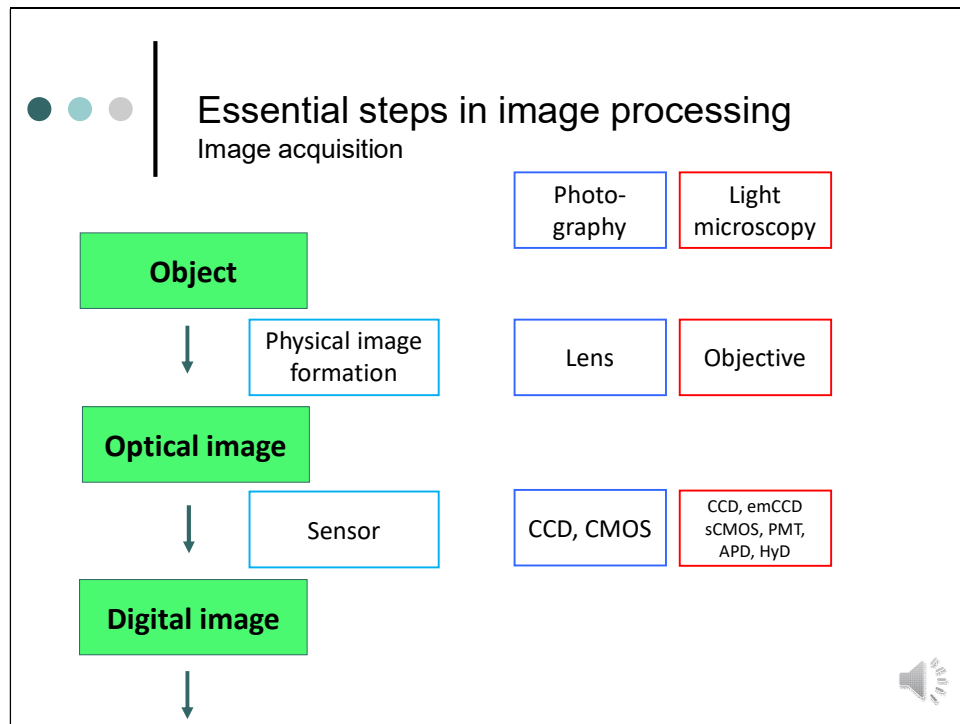 Essential steps in image processing
Image acquisition
Photo-
graphy
Light
microscopy
Object
Physical image
formation
Lens
Objective
Optical image
Sensor
CCD, CMOS
CCD, emCCD
sCMOS, PMT,
APD, HyD
Digital image